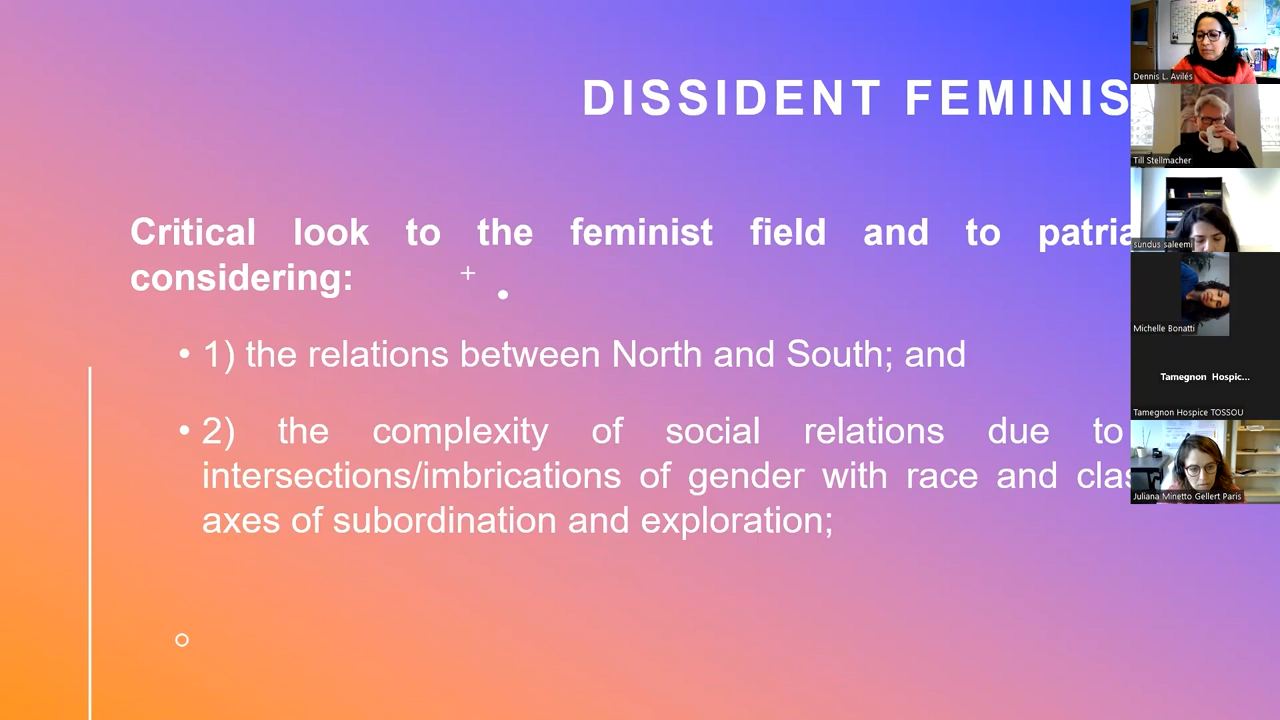 DISSIDENT FEMINIS
Critical look to the feminist field and to patria
considering:
• 1) the relations between North and South; and
• 2) the complexity of social relations due to
intersections/imbrications of gender with race and clas
axes of subordination and exploration;
Dennis L. Avilés
Till Stellmacher
sundus saleemi
Michelle Bonatti
Tamegnon Hospic...
Tamegnon Hospice TOSSOU
Juliana Minetto Gellert Paris